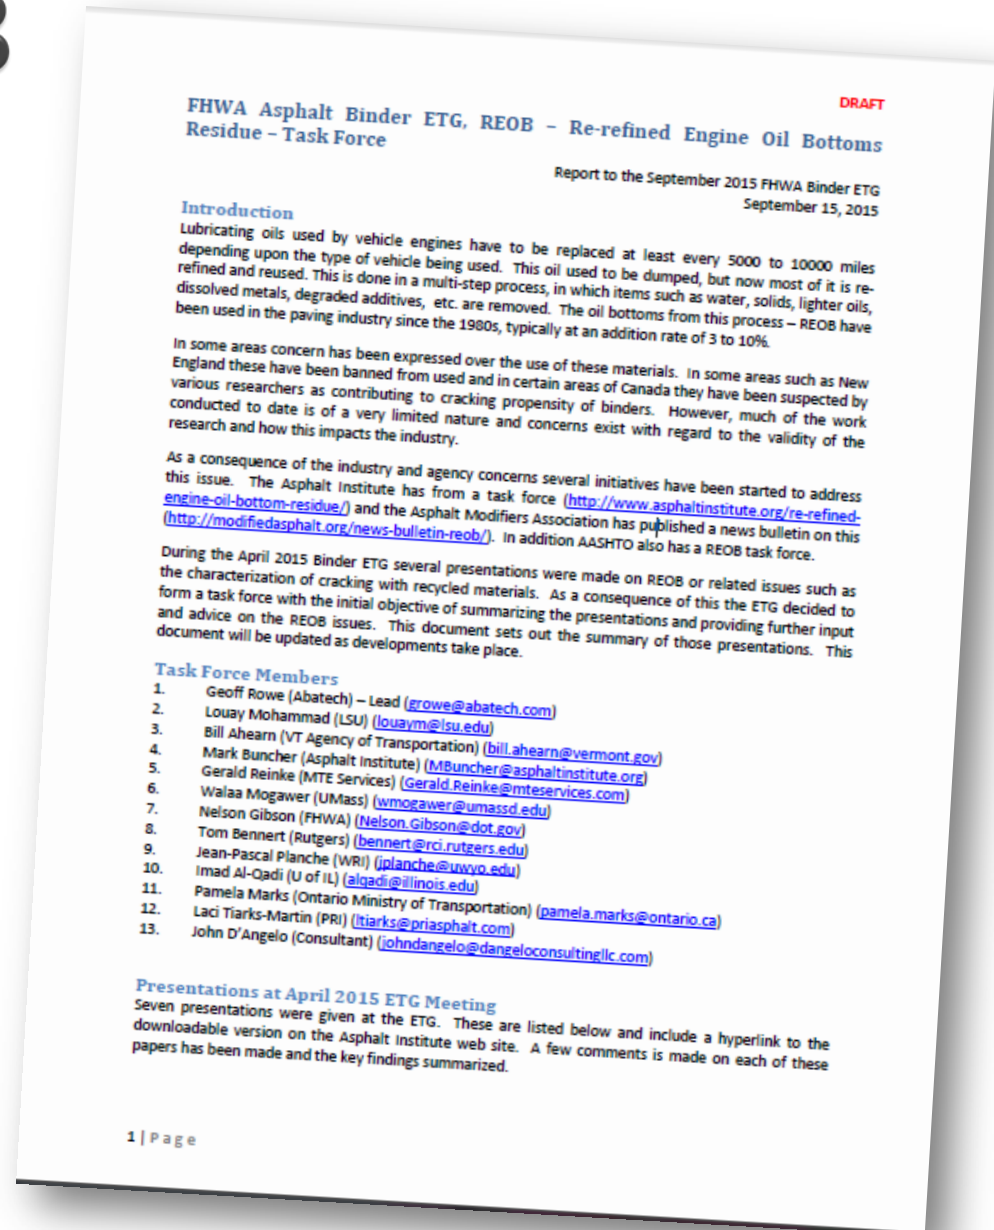 DRAFT
FHWA Asphalt Binder ETG, REOB – Re-refined Engine Oil Bottoms
Residue – Task Force
Report to the September 2015 FHWA Binder ETG
September 15, 2015
Introduction
Lubricating oils used by vehicle engines have to be replaced at least every 5000 to 10000 miles
depending upon the type of vehicle being used. This oil used to be dumped, but now most of it is re-
refined and reused. This is done in a multi-step process, in which items such as water, solids, lighter oils,
dissolved metals, degraded additives, etc. are removed. The oil bottoms from this process – REOB have
been used in the paving industry since the 1980s, typically at an addition rate of 3 to 10%.
In some areas concern has been expressed over the use of these materials. In some areas such as New
England these have been banned from used and in certain areas of Canada they have been suspected by
various researchers as contributing to cracking propensity of binders. However, much of the work
conducted to date is of a very limited nature and concerns exist with regard to the validity of the
research and how this impacts the industry.
As a consequence of the industry and agency concerns several initiatives have been started to address
this issue. The Asphalt Institute has from a task force (http://www.asphaltinstitute.org/re-refined-
engine-oil-bottom-residue/) and the Asphalt Modifiers Association has published a news bulletin on this
(http://modifiedasphalt.org/news-bulletin-reob/). In addition AASHTO also has a REOB task force.
During the April 2015 Binder ETG several presentations were made on REOB or related issues such as
the characterization of cracking with recycled materials. As a consequence of this the ETG decided to
form a task force with the initial objective of summarizing the presentations and providing further input
and advice on the REOB issues. This document sets out the summary of those presentations. This
document will be updated as developments take place.
Task Force Members
1. Geoff Rowe (Abatech) – Lead (growe@abatech.com)
2. Louay Mohammad (LSU) (louaym@lsu.edu)
3. Bill Ahearn (VT Agency of Transportation) (bill.ahearn@vermont.gov)
4. Mark Buncher (Asphalt Institute) (MBuncher@asphaltinstitute.org)
5. Gerald Reinke (MTE Services) (Gerald.Reinke@mteservices.com)
6. Walaa Mogawer (UMass) (wmogawer@umassd.edu)
7. Nelson Gibson (FHWA) (Nelson.Gibson@dot.gov)
8. Tom Bennert (Rutgers) (bennert@rci.rutgers.edu)
9. Jean-Pascal Planche (WRI) (jplanche@uwyo.edu)
10. Imad Al-Qadi (U of IL) (alqadi@illinois.edu)
11. Pamela Marks (Ontario Ministry of Transportation) (pamela.marks@ontario.ca)
12. Laci Tiarks-Martin (PRI) (ltiarks@priasphalt.com)
13. John D'Angelo (Consultant) (johndangelo@dangeloconsultingllc.com)
Presentations at April 2015 ETG Meeting
Seven presentations were given at the ETG. These are listed below and include a hyperlink to the
downloadable version on the Asphalt Institute web site. A few comments is made on each of these
papers has been made and the key findings summarized.
1 | Page